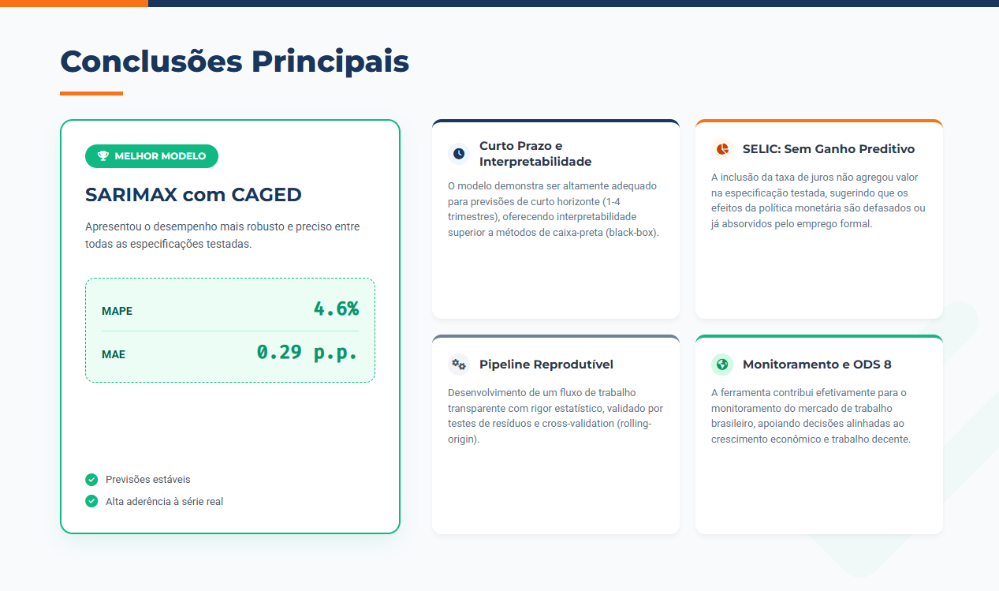 Conclusões Principais
MELHOR MODELO
SARIMAX com CAGED
Apresentou o desempenho mais robusto e preciso entre
todas as especificações testadas.
MAPE
4.6%
MAE
0.29 p.p.
Previsões estáveis
Alta aderência à série real
Curto Prazo e
Interpretabilidade
O modelo demonstra ser altamente adequado
para previsões de curto horizonte (1-4
trimestres), oferecendo interpretabilidade
superior a métodos de caixa-preta (black-box).
SELIC: Sem Ganho Preditivo
A inclusão da taxa de juros não agregou valor
na especificação testada, sugerindo que os
efeitos da política monetária são defasados ou
já absorvidos pelo emprego formal.
Pipeline Reprodutível
Desenvolvimento de um fluxo de trabalho
transparente com rigor estatístico, validado por
testes de resíduos e cross-validation (rolling-
origin).
Monitoramento e ODS 8
A ferramenta contribui efetivamente para o
monitoramento do mercado de trabalho
brasileiro, apoiando decisões alinhadas ao
crescimento econômico e trabalho decente.